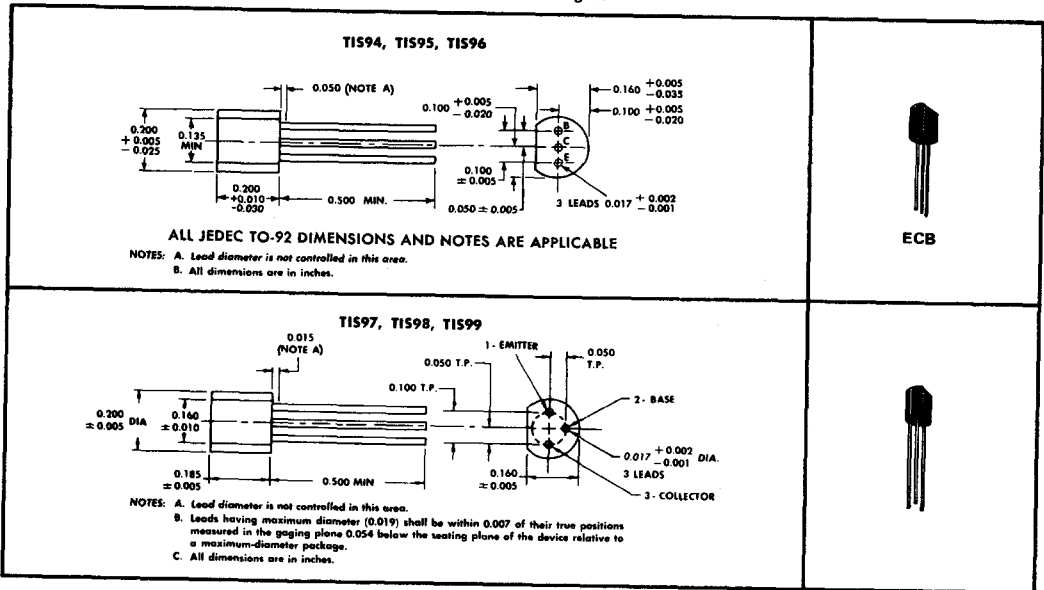 TIS94, TIS95, TIS96
0.050 (NOTE A)
0.100 +0.005 -0.020
0.160 +0.005 -0.035
0.100 +0.005 -0.020
0.200 +0.005 -0.025
0.135 MIN
B
C
E
0.100 ± 0.005
0.200 +0.010 -0.030
0.500 MIN.
0.050 ± 0.005
3 LEADS 0.017 +0.002 -0.001
ECB
ALL JEDEC TO-92 DIMENSIONS AND NOTES ARE APPLICABLE
NOTES: A. Lead diameter is not controlled in this area.
B. All dimensions are in inches.
TIS97, TIS98, TIS99
0.015 (NOTE A)
1 - EMITTER
0.050 T.P.
0.050 T.P.
0.100 T.P.
2 - BASE
0.200 DIA ± 0.005
0.160 ± 0.010
0.017 +0.002 -0.001 DIA.
3 LEADS
0.185 ± 0.005
0.500 MIN
0.160 ± 0.005
3 - COLLECTOR
NOTES: A. Lead diameter is not controlled in this area.
B. Leads having maximum diameter (0.019) shall be within 0.007 of their true positions
measured in the gaging plane 0.054 below the seating plane of the device relative to
a maximum-diameter package.
C. All dimensions are in inches.